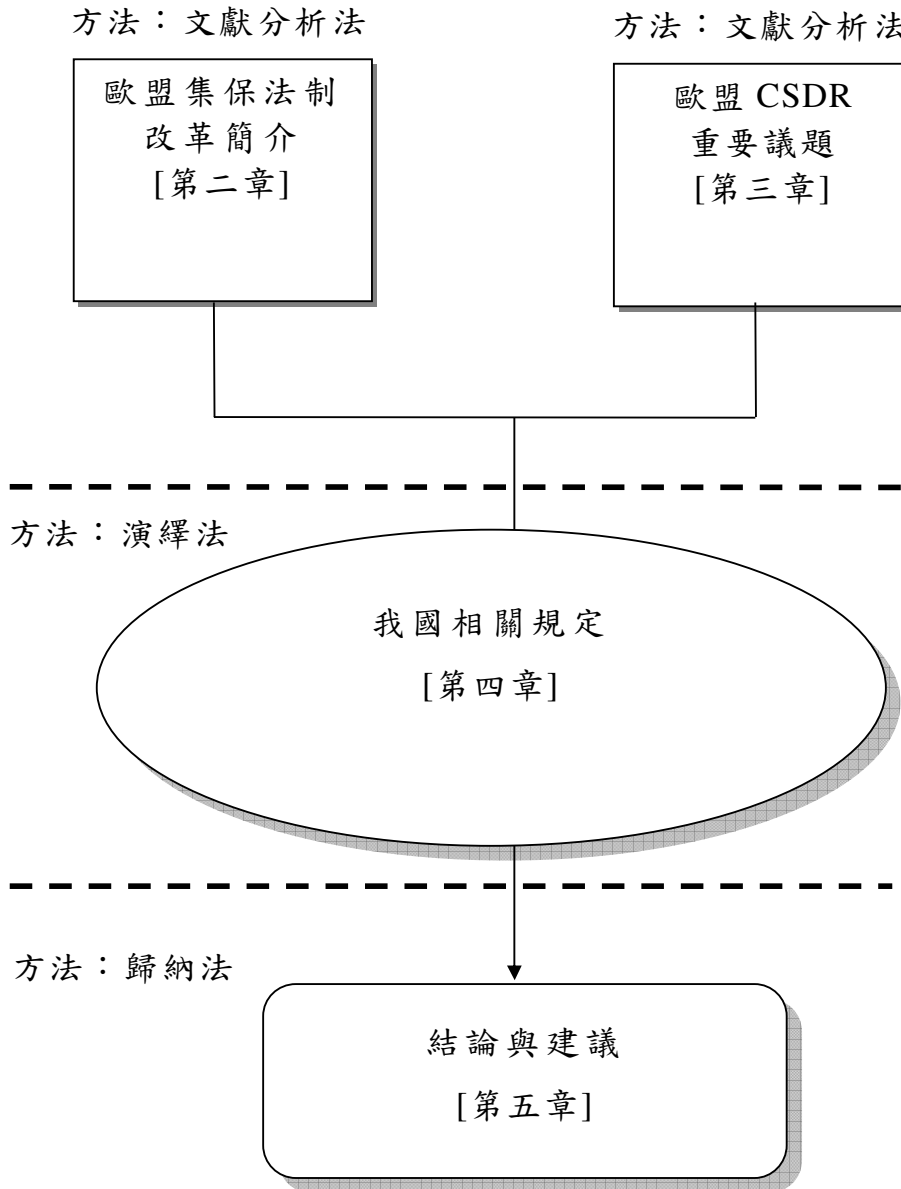 方法：文獻分析法
歐盟集保法制
改革簡介
[第二章]
方法：文獻分析法
歐盟 CSDR
重要議題
[第三章]
方法：演繹法
我國相關規定
[第四章]
方法：歸納法
結論與建議
[第五章]